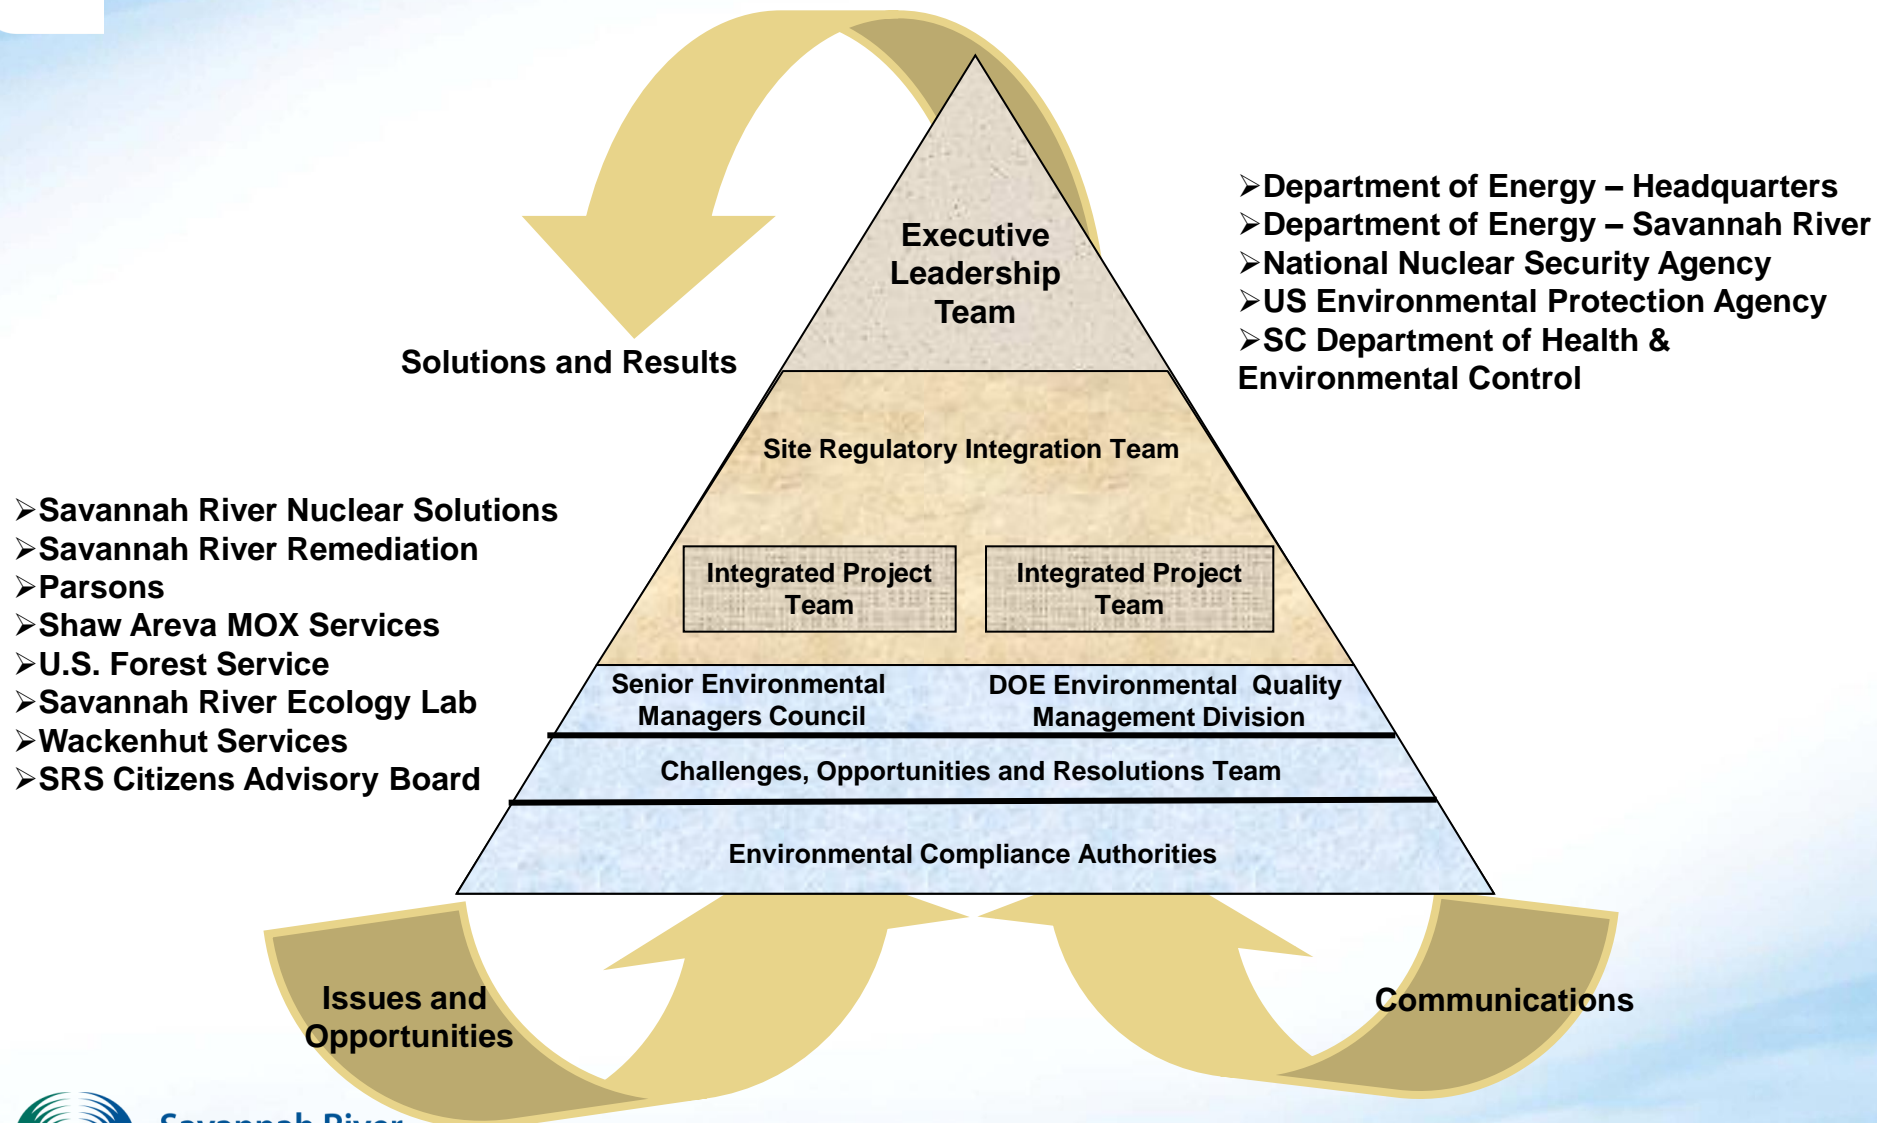 Executive
Leadership
Team
➢Department of Energy – Headquarters
➢Department of Energy – Savannah River
➢National Nuclear Security Agency
➢US Environmental Protection Agency
➢SC Department of Health &
Environmental Control
Solutions and Results
Site Regulatory Integration Team
Integrated Project
Team
Integrated Project
Team
➢Savannah River Nuclear Solutions
➢Savannah River Remediation
➢Parsons
➢Shaw Areva MOX Services
➢U.S. Forest Service
➢Savannah River Ecology Lab
➢Wackenhut Services
➢SRS Citizens Advisory Board
Senior Environmental
Managers Council
DOE Environmental  Quality
Management Division
Challenges, Opportunities and Resolutions Team
Environmental Compliance Authorities
Issues and
Opportunities
Communications
Savannah River